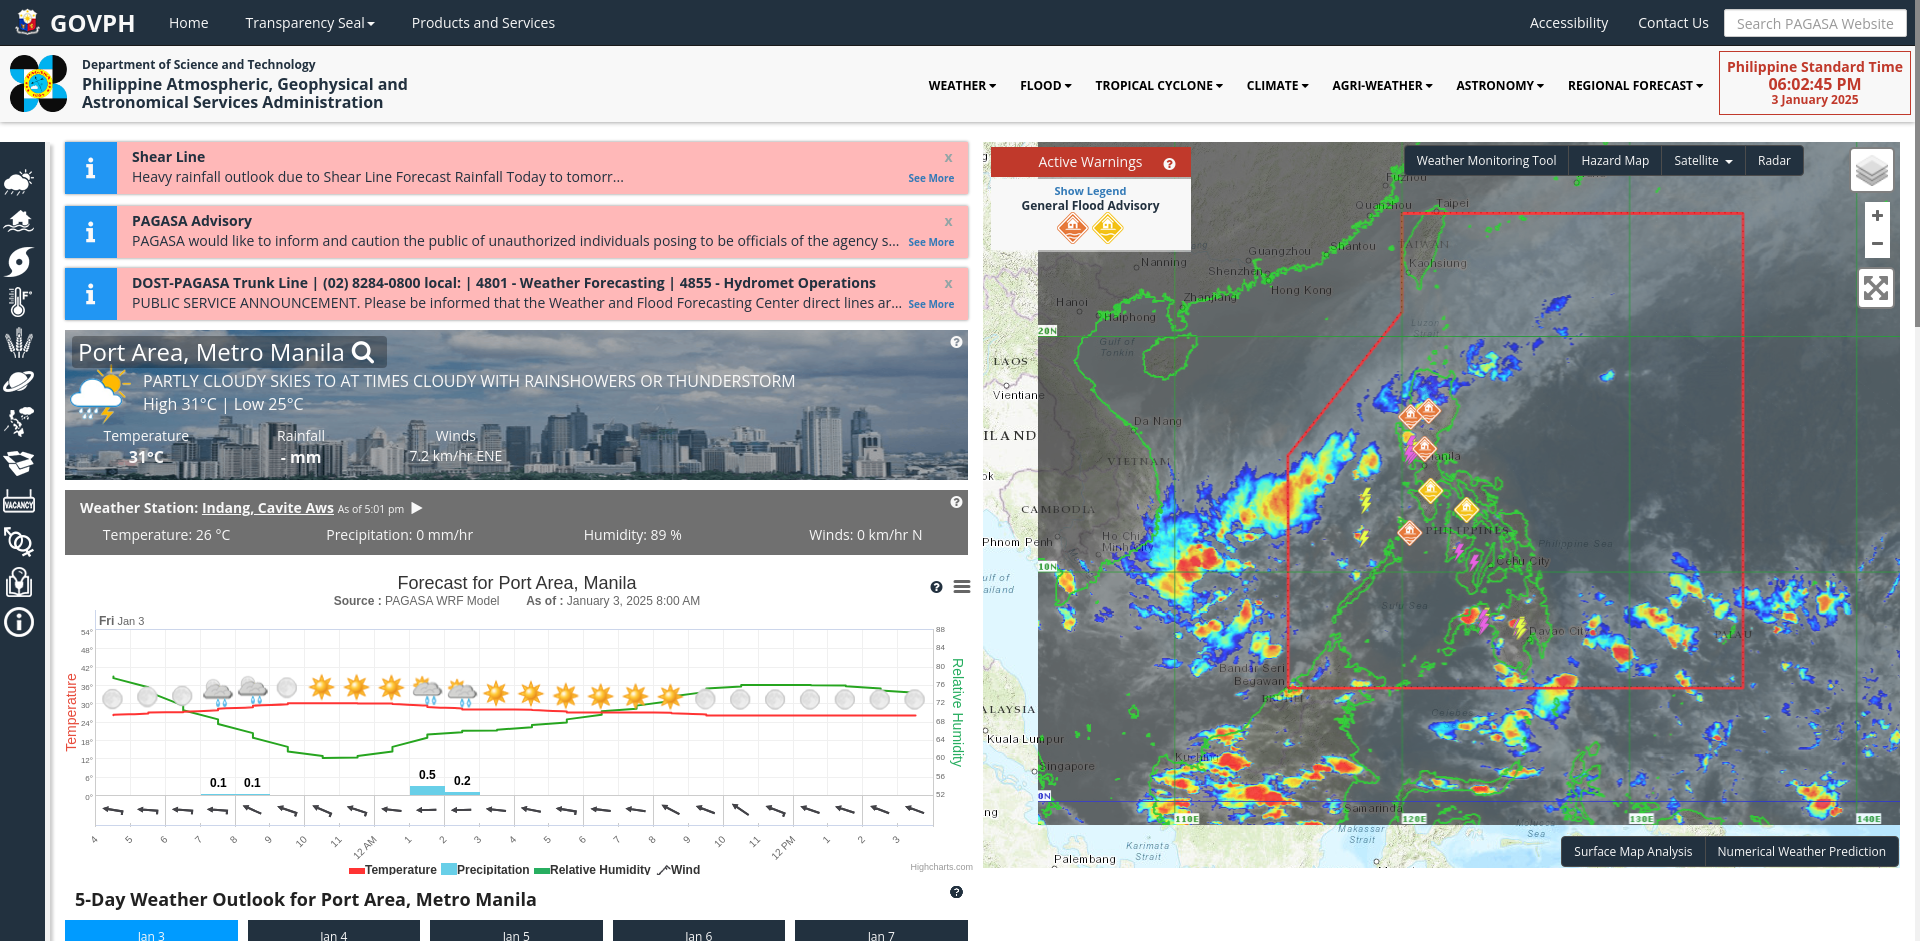 GOVPH
Home
Transparency Seal
Products and Services
Accessibility
Contact Us
Search PAGASA Website
Department of Science and Technology
Philippine Atmospheric, Geophysical and
Astronomical Services Administration
WEATHER
FLOOD
TROPICAL CYCLONE
CLIMATE
AGRI-WEATHER
ASTRONOMY
REGIONAL FORECAST
Philippine Standard Time
06:02:45 PM
3 January 2025
Shear Line
x
Heavy rainfall outlook due to Shear Line Forecast Rainfall Today to tomorr...
See More
PAGASA Advisory
x
PAGASA would like to inform and caution the public of unauthorized individuals posing to be officials of the agency s...
See More
DOST-PAGASA Trunk Line | (02) 8284-0800 local: | 4801 - Weather Forecasting | 4855 - Hydromet Operations
x
PUBLIC SERVICE ANNOUNCEMENT. Please be informed that the Weather and Flood Forecasting Center direct lines ar...
See More
Port Area, Metro Manila
PARTLY CLOUDY SKIES TO AT TIMES CLOUDY WITH RAINSHOWERS OR THUNDERSTORM
High 31°C | Low 25°C
Temperature
Rainfall
Winds
31°C
- mm
7.2 km/hr ENE
Weather Station: Indang, Cavite Aws As of 5:01 pm
Temperature: 26 °C
Precipitation: 0 mm/hr
Humidity: 89 %
Winds: 0 km/hr N
Forecast for Port Area, Manila
Source : PAGASA WRF Model As of : January 3, 2025 8:00 AM
Fri Jan 3
54°
48°
42°
36°
30°
24°
18°
12°
6°
0°
Temperature
88
84
80
76
72
68
64
60
56
52
Relative Humidity
0.1
0.1
0.5
0.2
4
5
6
7
8
9
10
11
12 AM
1
2
3
4
5
6
7
8
9
10
11
12 PM
1
2
3
Temperature
Precipitation
Relative Humidity
Wind
Highcharts.com
5-Day Weather Outlook for Port Area, Metro Manila
Jan 3
Jan 4
Jan 5
Jan 6
Jan 7
VACANCY
Active Warnings
Show Legend
General Flood Advisory
Weather Monitoring Tool
Hazard Map
Satellite
Radar
+
−
Fuzhou
Quanzhou
Taipei
TAIWAN
Kaohsiung
Guangzhou
Shantou
Shenzhen
Nanning
Hong Kong
Zhanjiang
Hanoi
Haiphong
20N
Luzon
Strait
Gulf of
Tonkin
LAOS
Vientiane
Da Nang
ILAND
VIETNAM
Manila
ok
CAMBODIA
Phnom Penh
Ho Chi
Minh City
PHILIPPINES
Philippine Sea
Cebu City
10N
ulf of
ailand
Sulu Sea
Davao City
PALAU
Bandar Seri
Begawan
BRUNEI
ALAYSIA
Celebes
Kuala Lumpur
Kuching
Singapore
0N
ng
Samarinda
110E
120E
130E
140E
Makassar
Strait
Molucca
Sea
Karimata
Strait
Palembang
Surface Map Analysis
Numerical Weather Prediction